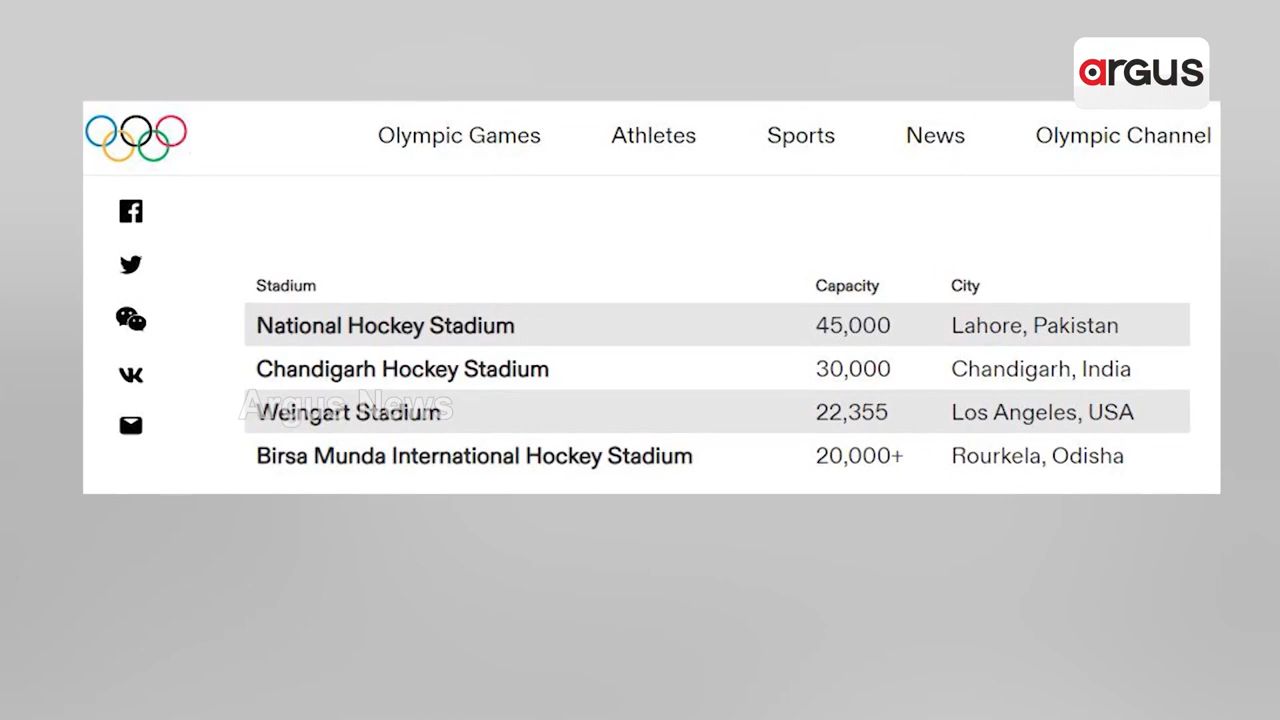 argus
Olympic Games Athletes Sports News Olympic Channel
Stadium Capacity City
National Hockey Stadium 45,000 Lahore, Pakistan
Chandigarh Hockey Stadium 30,000 Chandigarh, India
Argus News
Weingart Stadium 22,355 Los Angeles, USA
Birsa Munda International Hockey Stadium 20,000+ Rourkela, Odisha